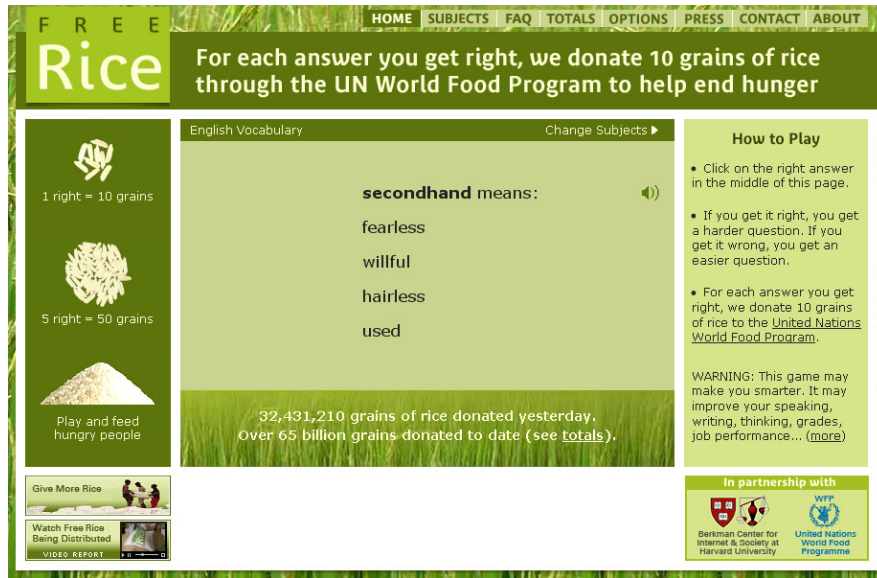 FREE
Rice
HOME SUBJECTS FAQ TOTALS OPTIONS PRESS CONTACT ABOUT
For each answer you get right, we donate 10 grains of rice
through the UN World Food Program to help end hunger
1 right = 10 grains
5 right = 50 grains
Play and feed
hungry people
English Vocabulary
Change Subjects
secondhand means:
fearless
willful
hairless
used
32,431,210 grains of rice donated yesterday.
Over 65 billion grains donated to date (see totals).
How to Play
• Click on the right answer
in the middle of this page.
• If you get it right, you get
a harder question. If you
get it wrong, you get an
easier question.
• For each answer you get
right, we donate 10 grains
of rice to the United Nations
World Food Program.
WARNING: This game may
make you smarter. It may
improve your speaking,
writing, thinking, grades,
job performance... (more)
Give More Rice
Watch Free Rice
Being Distributed
VIDEO REPORT
In partnership with
Berkman Center for
Internet & Society at
Harvard University
WFP
United Nations
World Food
Programme